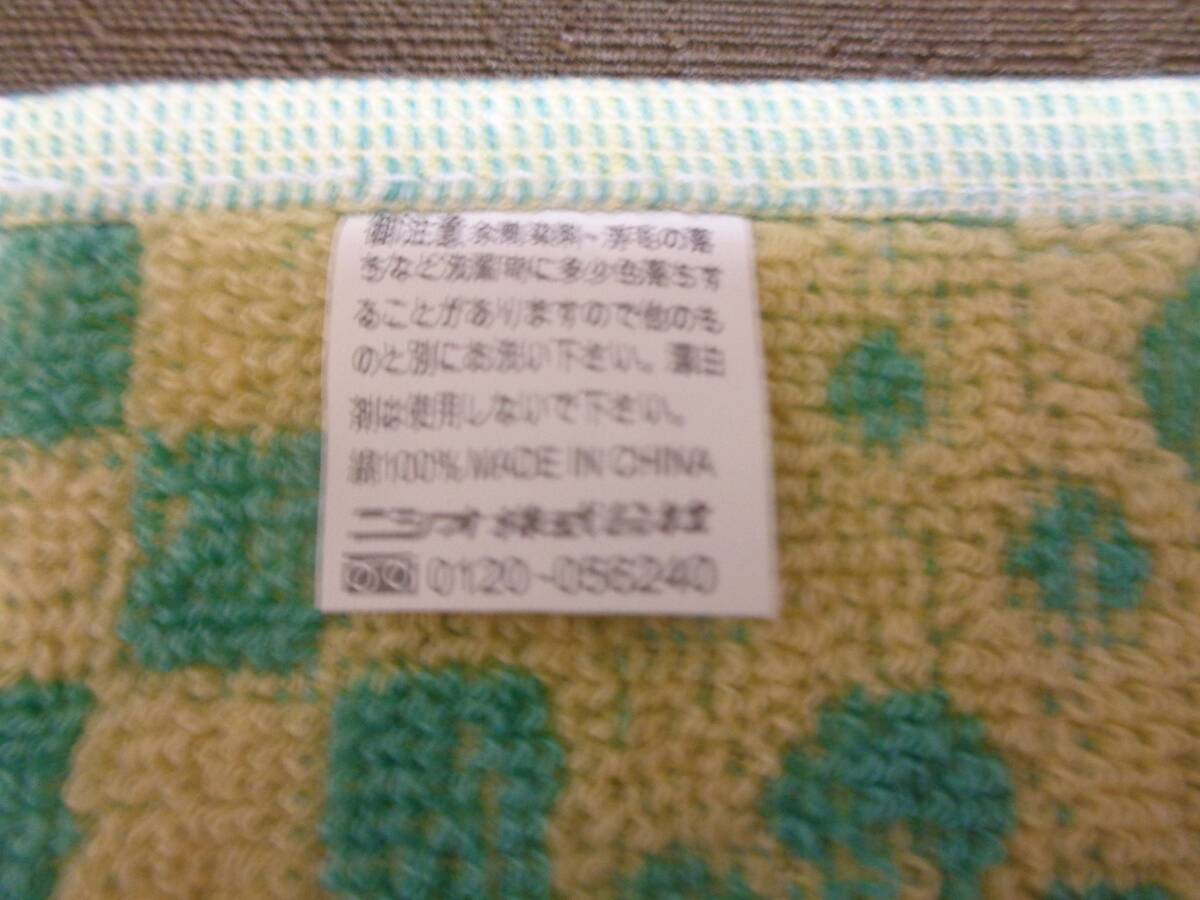 御注意 余剰染料・浮毛の落
ちなど洗濯時に多少色落ちす
ることがありますので他のも
のと別にお洗い下さい。漂白
剤は使用しないで下さい。
綿100% MADE IN CHINA
株式会社
0120-056240